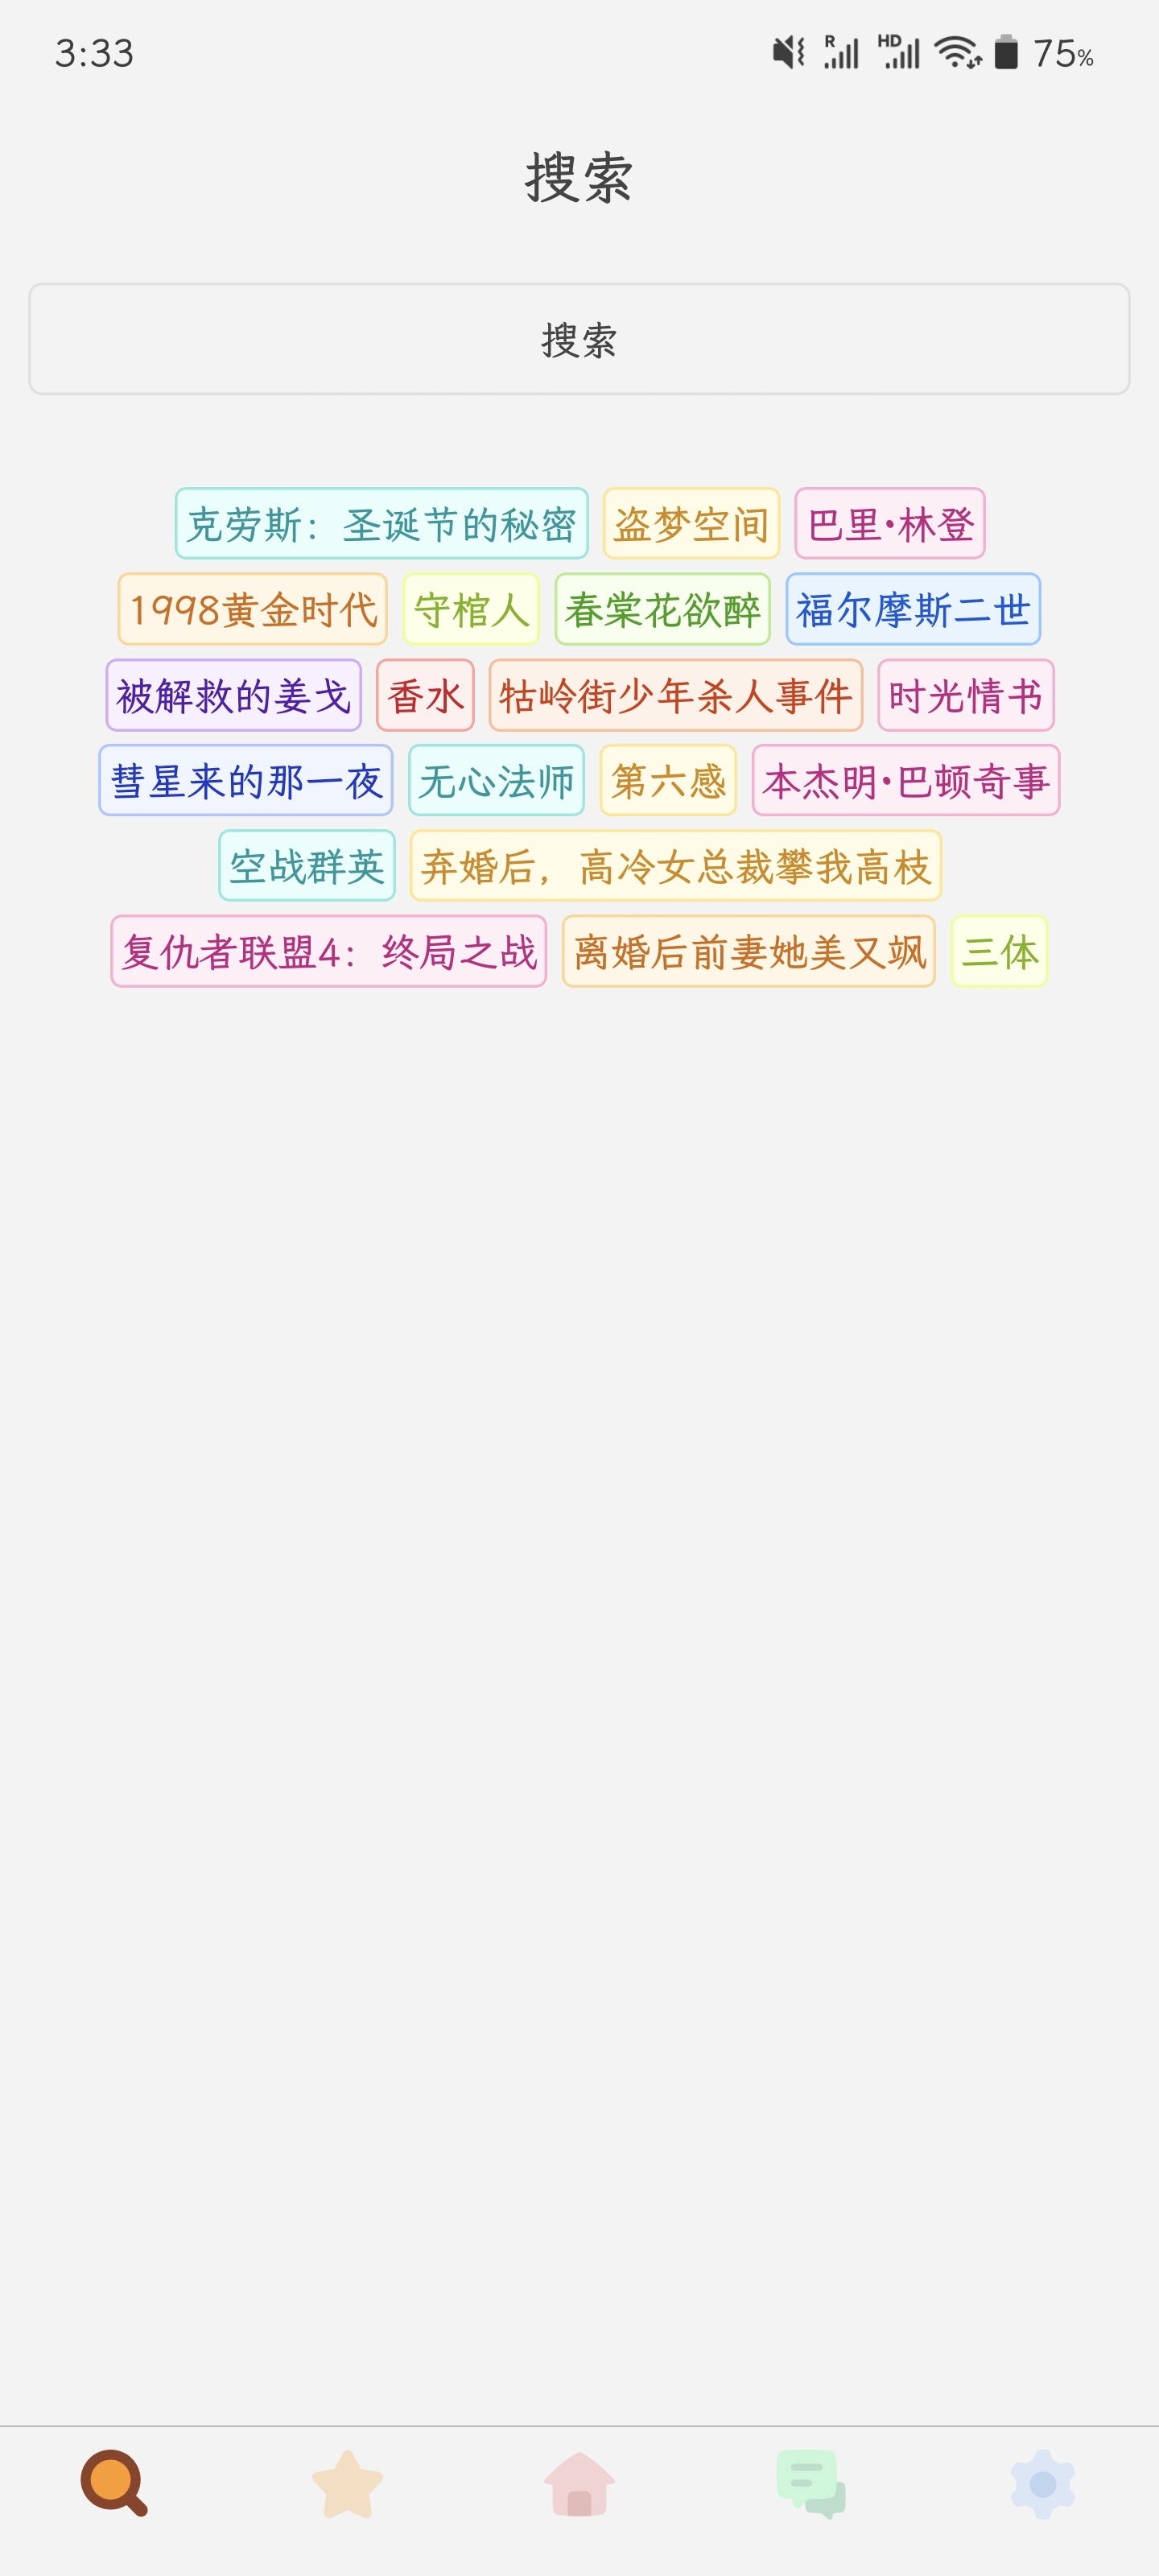 3:33 R HD 75%
搜索
搜索
克劳斯：圣诞节的秘密 盗梦空间 巴里·林登
1998黄金时代 守棺人 春棠花欲醉 福尔摩斯二世
被解救的姜戈 香水 牯岭街少年杀人事件 时光情书
彗星来的那一夜 无心法师 第六感 本杰明·巴顿奇事
空战群英 弃婚后，高冷女总裁攀我高枝
复仇者联盟4：终局之战 离婚后前妻她美又飒 三体